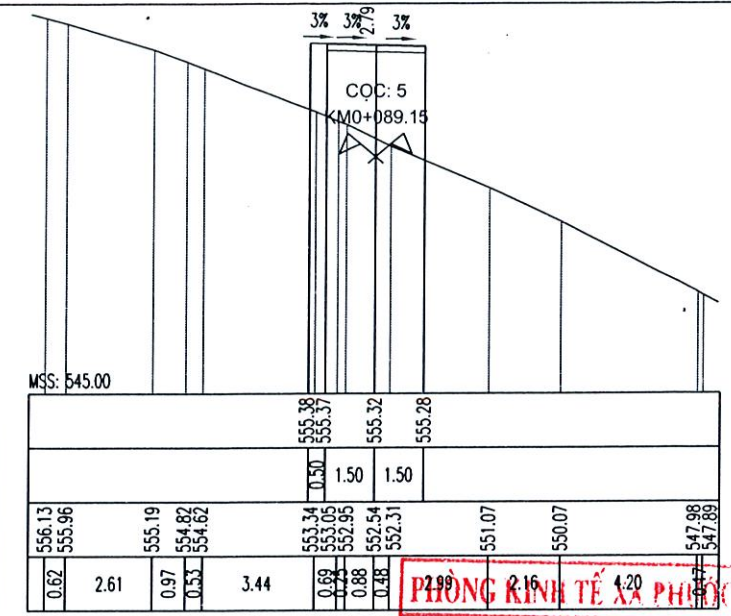 3% 3% 2.79 3%
CỌC: 5
KM0+089.15
MSS: 545.00
555.38 555.37 555.32 555.28
0.50 1.50 1.50
556.13 555.96 555.19 554.82 554.62 553.34 553.05 552.95 552.54 552.31 551.07 550.07 547.98 547.89
0.62 2.61 0.97 0.53 3.44 0.69 0.25 0.88 0.48 2.99 2.16 4.20 0.17
PHÒNG KINH TẾ XÃ